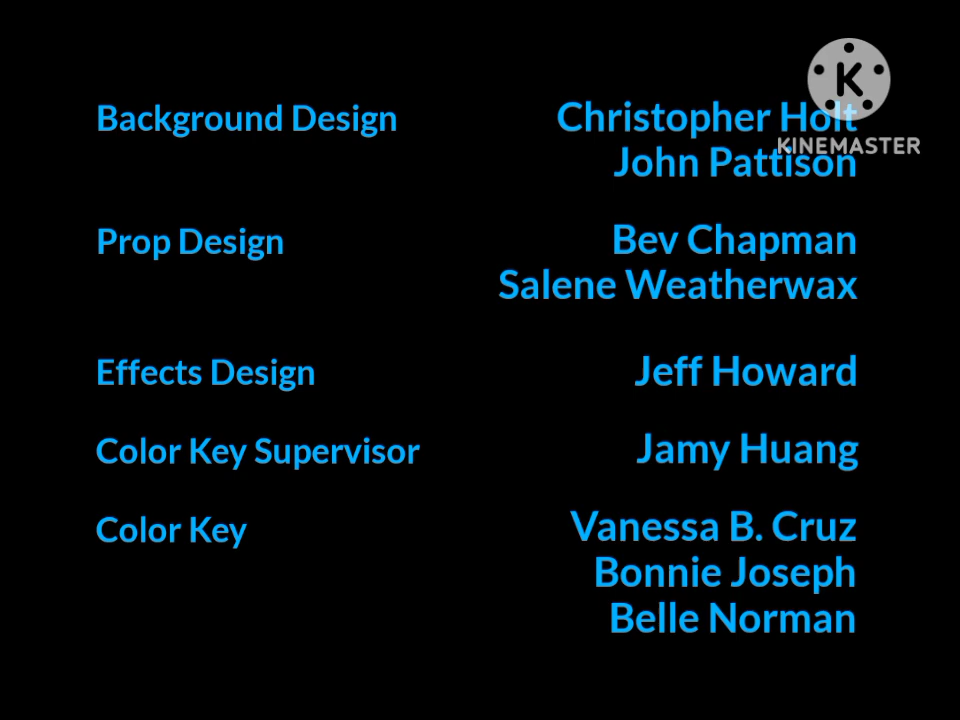 Background Design Christopher Holt
John Pattison
K
KINEMASTER
Prop Design Bev Chapman
Salene Weatherwax
Effects Design Jeff Howard
Color Key Supervisor Jamy Huang
Color Key Vanessa B. Cruz
Bonnie Joseph
Belle Norman